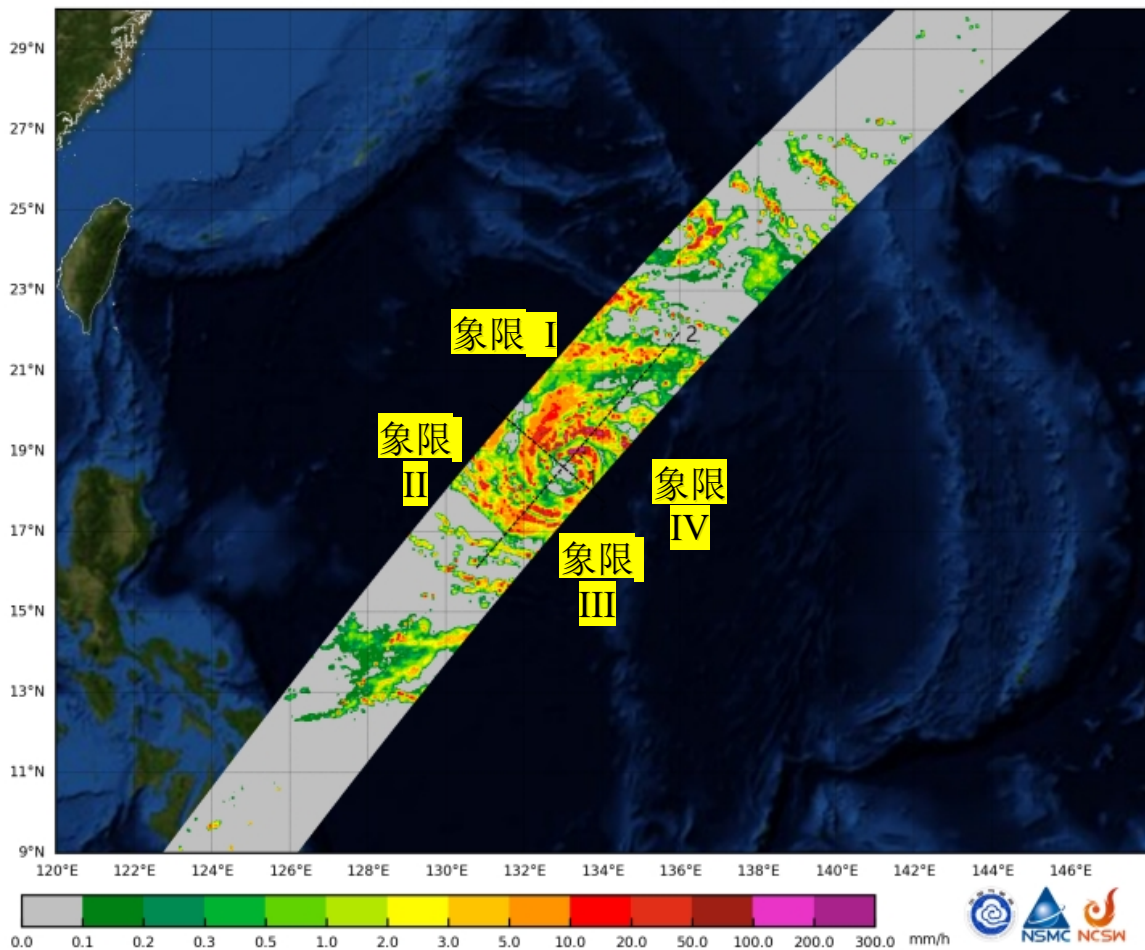 29°N
27°N
25°N
23°N
象限 I
2
21°N
象限
II
19°N
象限
IV
17°N
象限
III
15°N
13°N
11°N
9°N
120°E 122°E 124°E 126°E 128°E 130°E 132°E 134°E 136°E 138°E 140°E 142°E 144°E 146°E
0.0 0.1 0.2 0.3 0.5 1.0 2.0 3.0 5.0 10.0 20.0 50.0 100.0 200.0 300.0 mm/h
NSMC NCSW